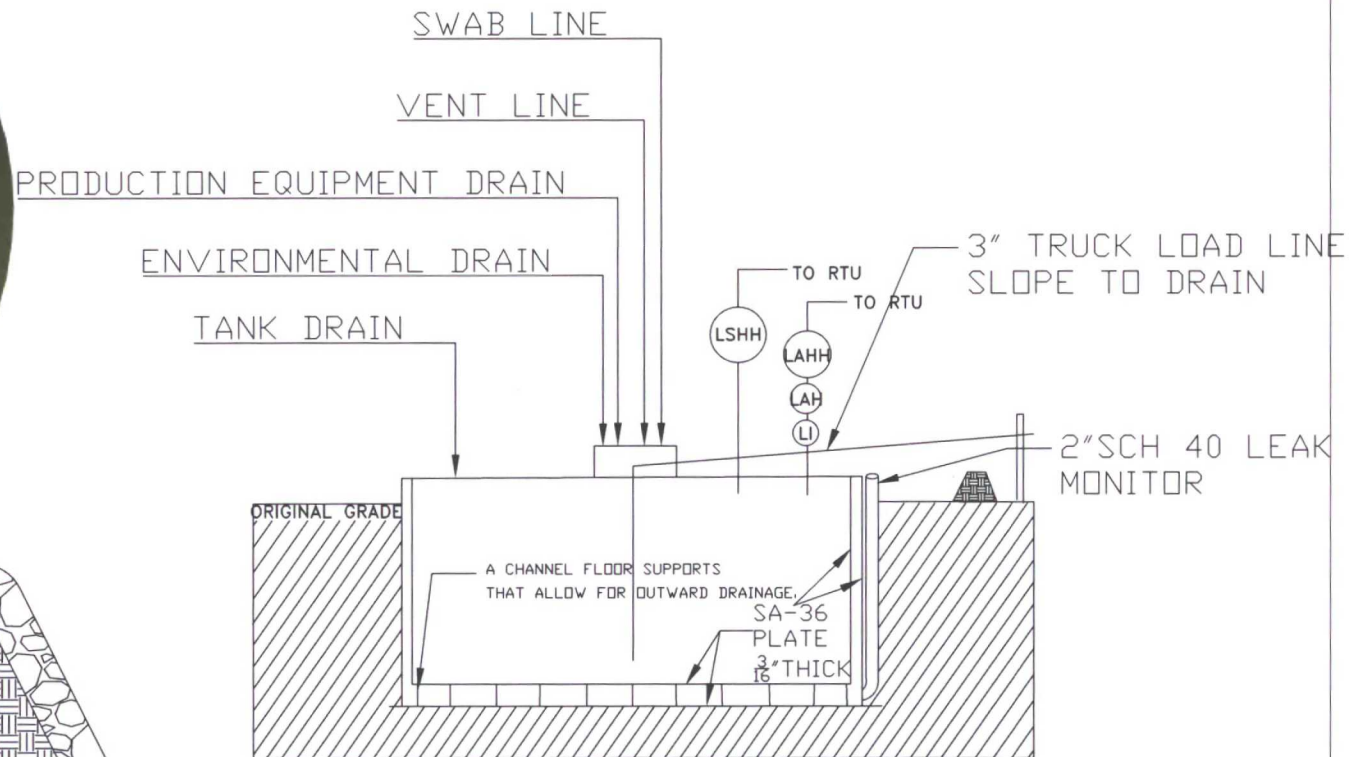 SWAB LINE
VENT LINE
PRODUCTION EQUIPMENT DRAIN
ENVIRONMENTAL DRAIN
TANK DRAIN
3" TRUCK LOAD LINE
SLOPE TO DRAIN
TO RTU
TO RTU
LSHH
LAHH
LAH
LI
2"SCH 40 LEAK
MONITOR
ORIGINAL GRADE
A CHANNEL FLOOR SUPPORTS
THAT ALLOW FOR OUTWARD DRAINAGE.
SA-36
PLATE
3/16"THICK